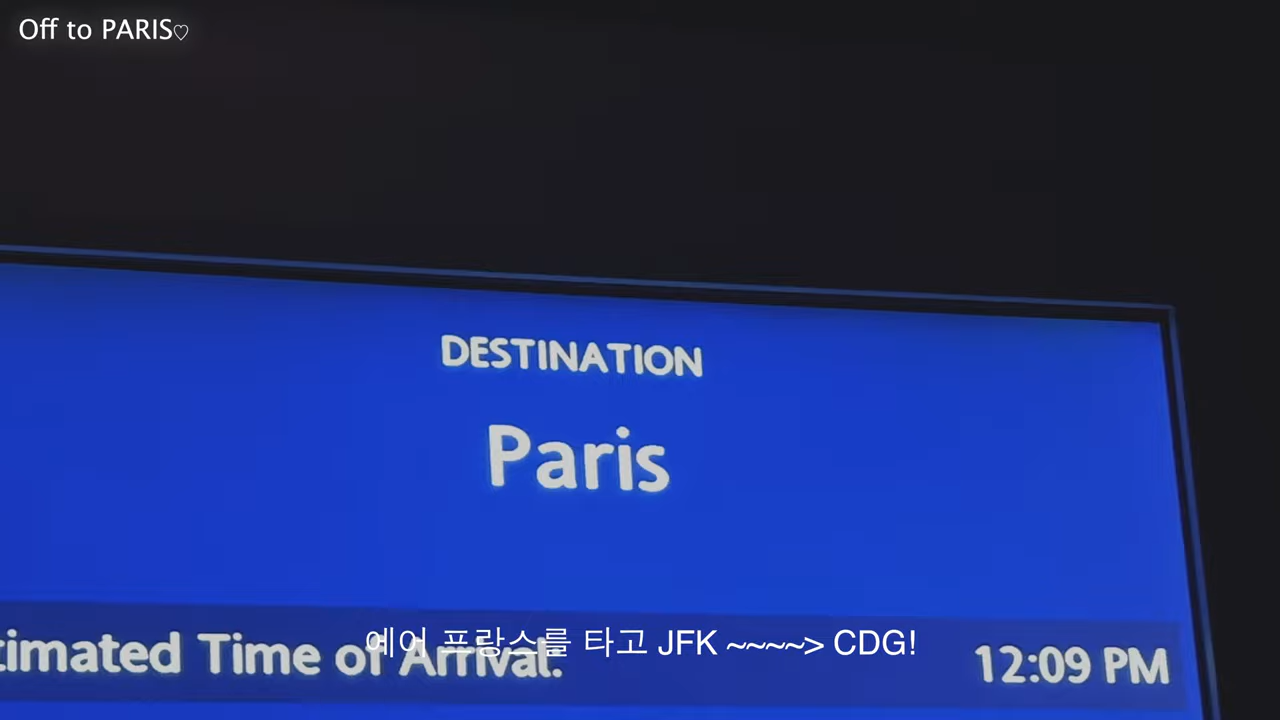 Off to PARIS♡
DESTINATION
Paris
timated Time of Arrival: 12:09 PM
에어 프랑스를 타고 JFK ~~~~> CDG!